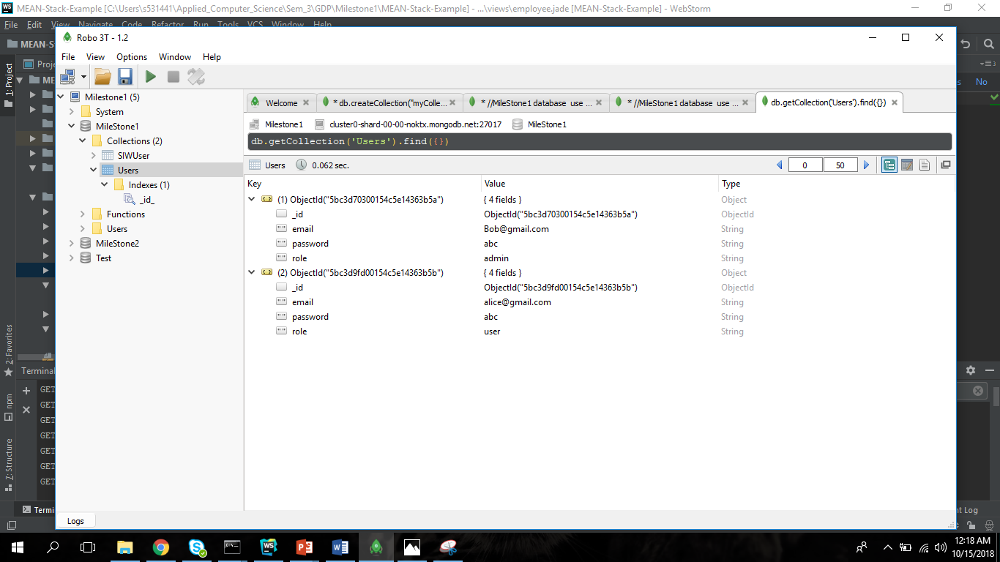 MEAN-Stack-Example [C:\Users\s531441\Applied_Computer_Science\Sem_3\GDP\Milestone1\MEAN-Stack-Example] - ...\views\employee.jade [MEAN-Stack-Example] - WebStorm
File Edit View Navigate Code Refactor Run Tools VCS Window Help
MEAN-S
Robo 3T - 1.2
File View Options Window Help
1: Project
Proj
ME
No
Milestone1 (5)
System
MileStone1
Collections (2)
SIWUser
Users
Indexes (1)
_id_
Functions
Users
MileStone2
Test
Welcome
* db.createCollection("myColle...
* //MileStone1 database use ...
* //MileStone1 database use ...
db.getCollection('Users').find({})
Milestone1 cluster0-shard-00-00-noktx.mongodb.net:27017 MileStone1
db.getCollection('Users').find({})
Users 0.062 sec. 0 50
Key Value Type
(1) ObjectId("5bc3d70300154c5e14363b5a") { 4 fields } Object
_id ObjectId("5bc3d70300154c5e14363b5a") ObjectId
email Bob@gmail.com String
password abc String
role admin String
(2) ObjectId("5bc3d9fd00154c5e14363b5b") { 4 fields } Object
_id ObjectId("5bc3d9fd00154c5e14363b5b") ObjectId
email alice@gmail.com String
password abc String
role user String
2: Favorites
npm
7: Structure
Terminal
GET
GET
GET
GET
GET
GET
GET
Termi
nt Log
Logs
12:18 AM
10/15/2018